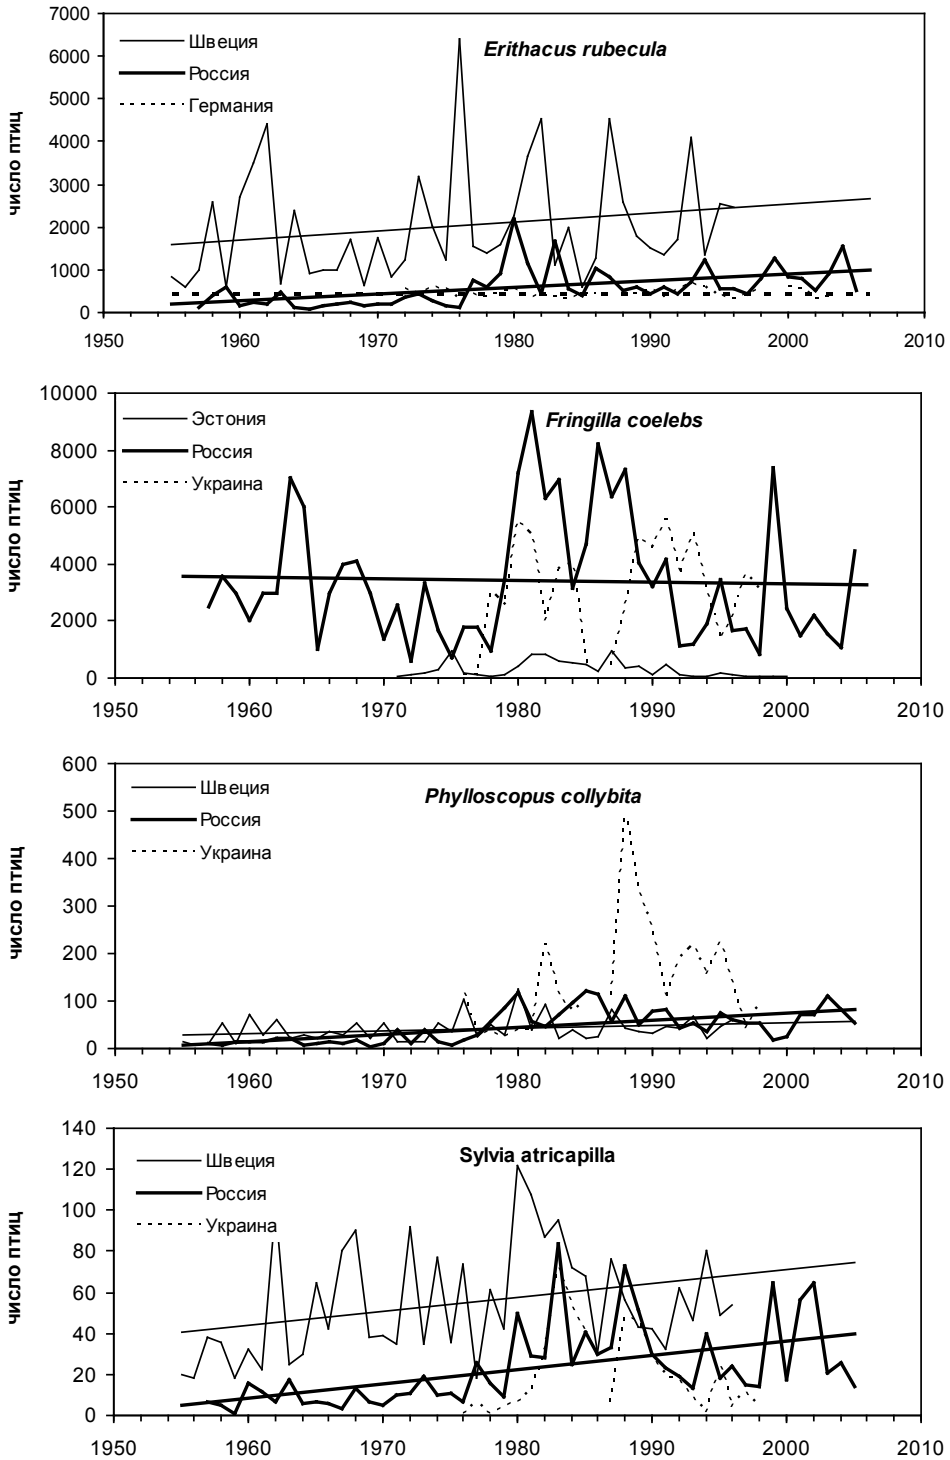 7000
6000
5000
4000
3000
2000
1000
0
число птиц
Швеция
Россия
Германия
Erithacus rubecula
1950 1960 1970 1980 1990 2000 2010
10000
8000
6000
4000
2000
0
число птиц
Эстония
Россия
Украина
Fringilla coelebs
1950 1960 1970 1980 1990 2000 2010
600
500
400
300
200
100
0
число птиц
Швеция
Россия
Украина
Phylloscopus collybita
1950 1960 1970 1980 1990 2000 2010
140
120
100
80
60
40
20
0
число птиц
Швеция
Россия
Украина
Sylvia atricapilla
1950 1960 1970 1980 1990 2000 2010